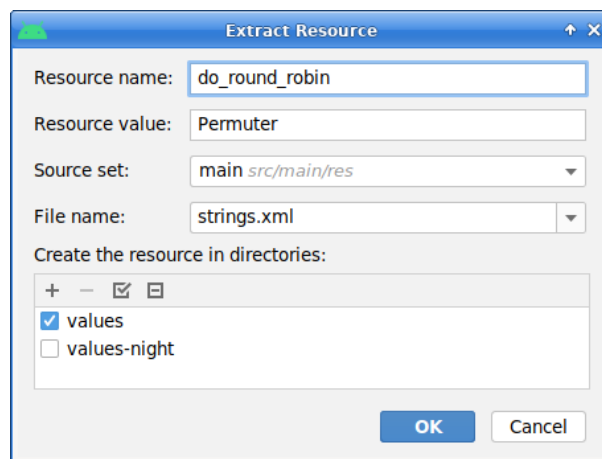 Extract Resource
Resource name: do_round_robin
Resource value: Permuter
Source set: main src/main/res
File name: strings.xml
Create the resource in directories:
values
values-night
OK Cancel